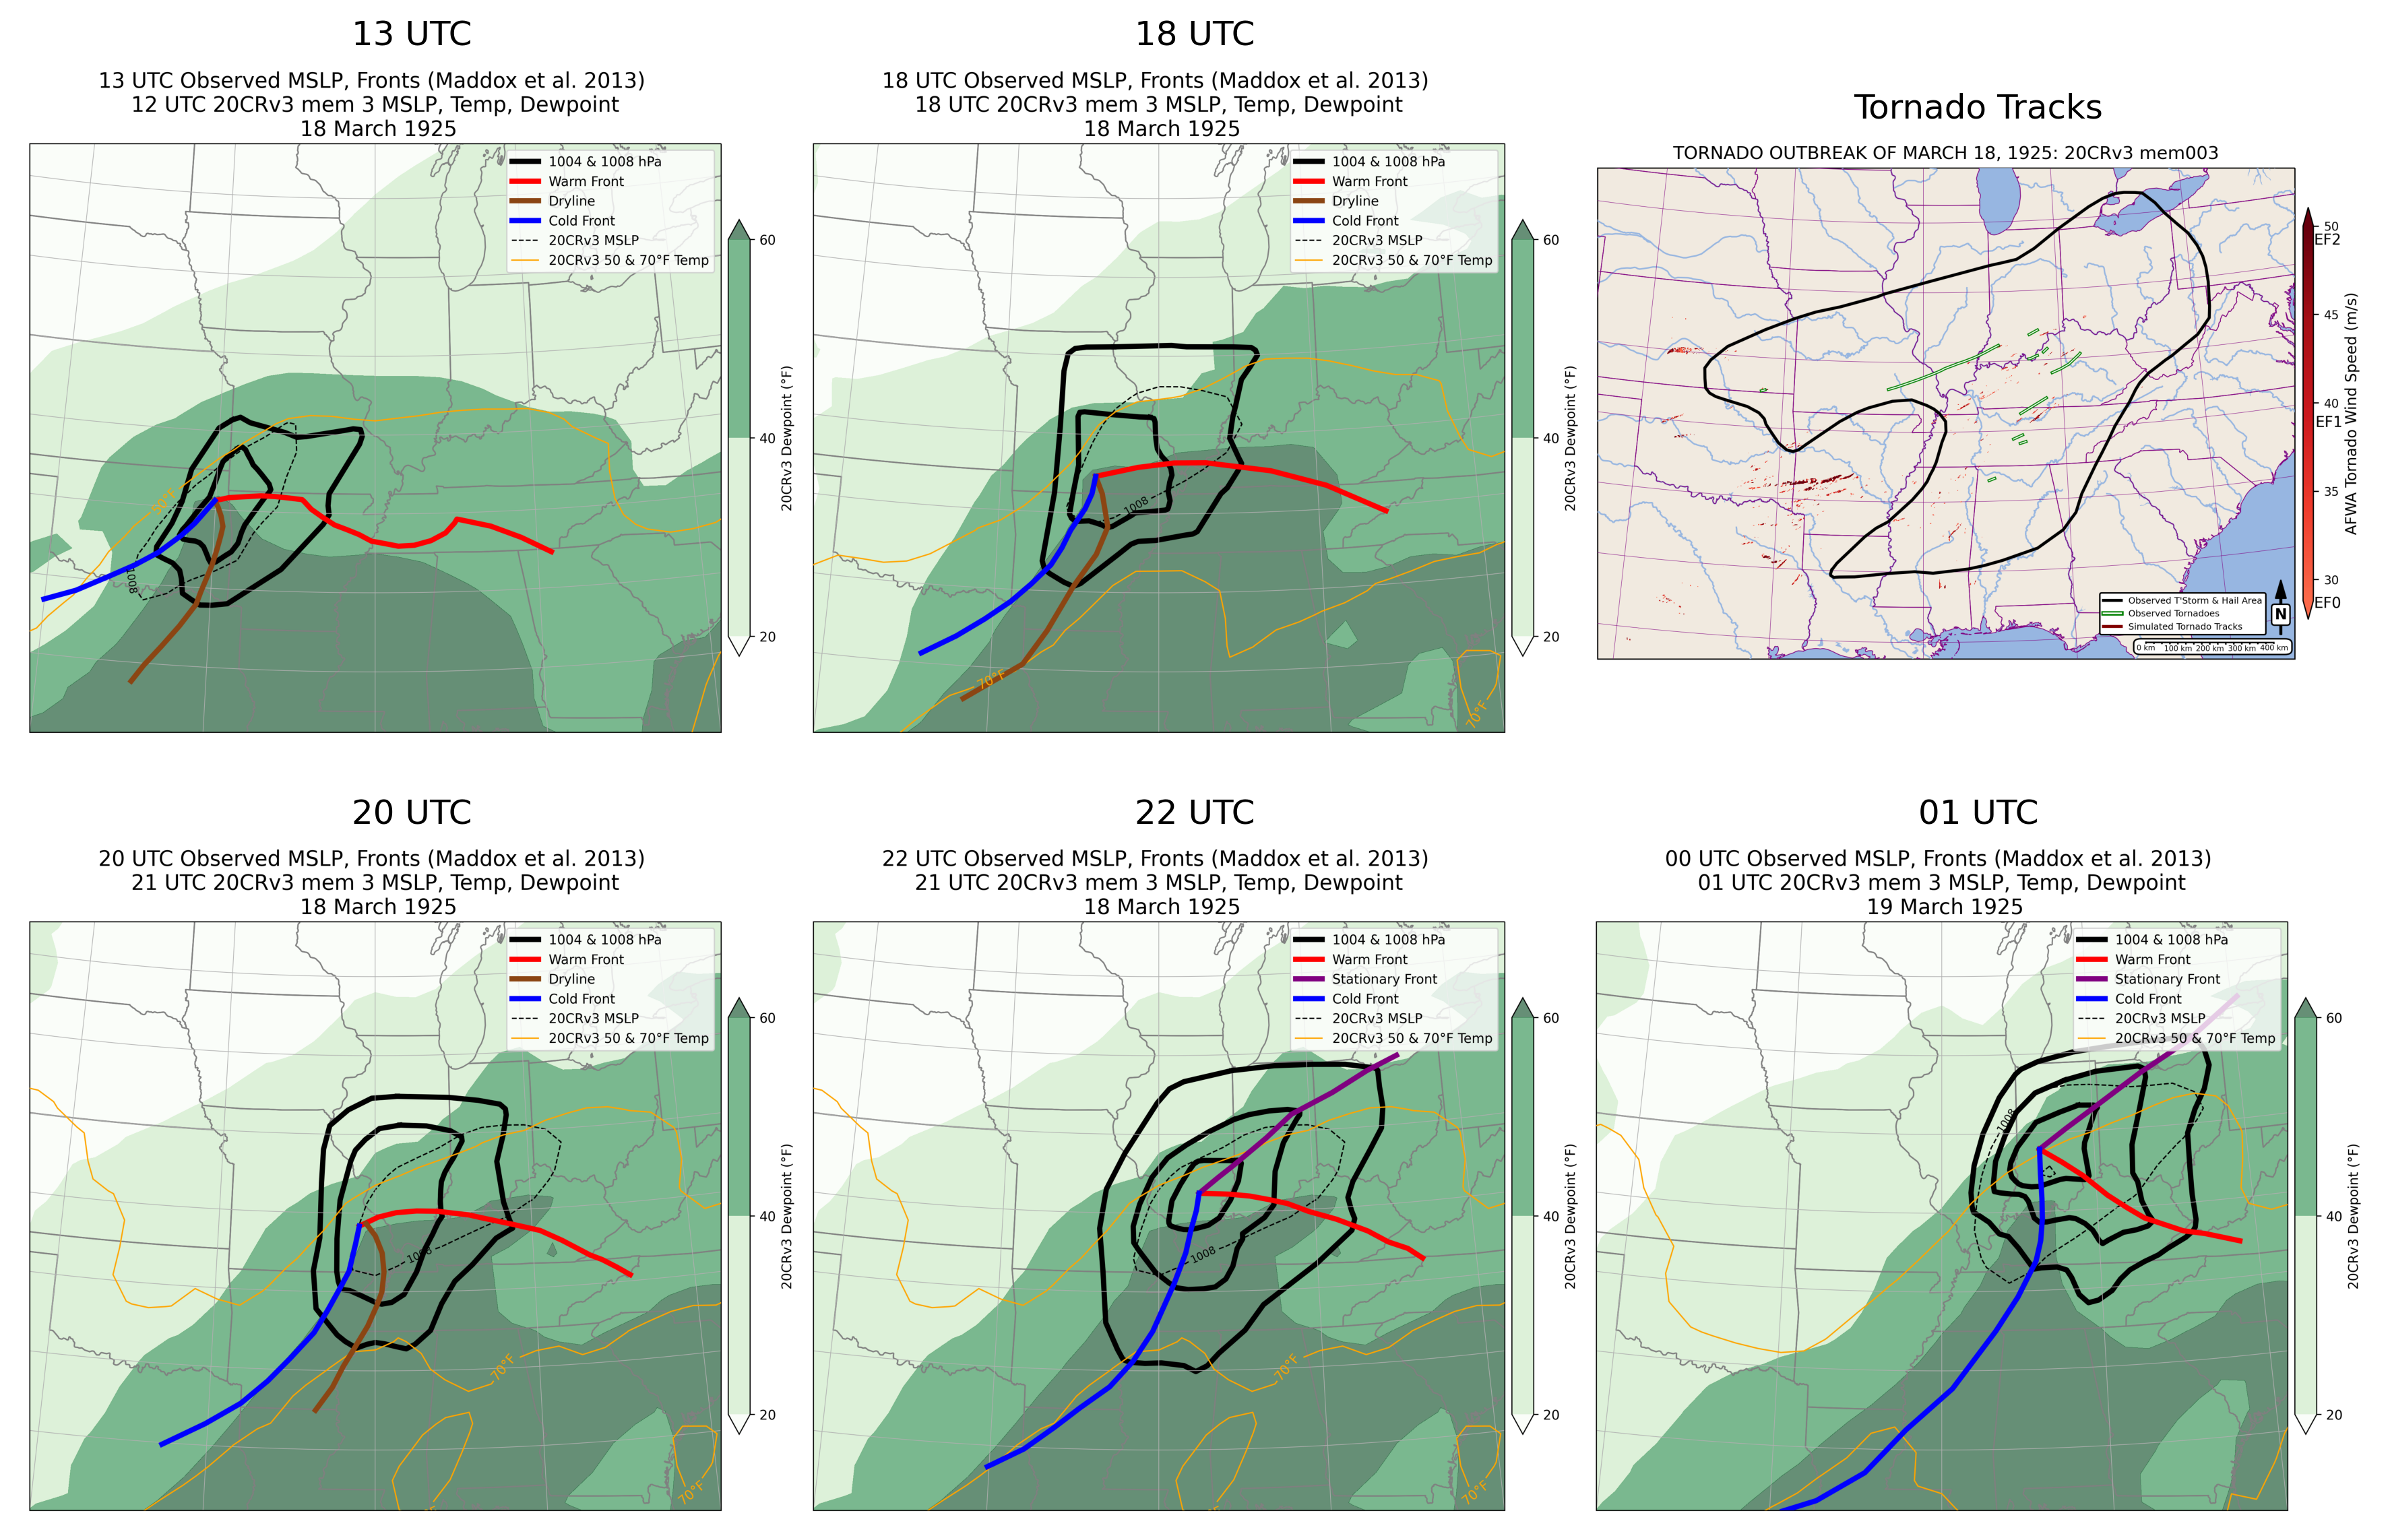 13 UTC
13 UTC Observed MSLP, Fronts (Maddox et al. 2013)
12 UTC 20CRv3 mem 3 MSLP, Temp, Dewpoint
18 March 1925
1004 & 1008 hPa
Warm Front
Dryline
Cold Front
20CRv3 MSLP
20CRv3 50 & 70°F Temp
50°F
1008
60
40
20
20CRv3 Dewpoint (°F)
18 UTC
18 UTC Observed MSLP, Fronts (Maddox et al. 2013)
18 UTC 20CRv3 mem 3 MSLP, Temp, Dewpoint
18 March 1925
1004 & 1008 hPa
Warm Front
Dryline
Cold Front
20CRv3 MSLP
20CRv3 50 & 70°F Temp
1008
70°F
70°F
60
40
20
20CRv3 Dewpoint (°F)
Tornado Tracks
TORNADO OUTBREAK OF MARCH 18, 1925: 20CRv3 mem003
Observed T'Storm & Hail Area
Observed Tornadoes
Simulated Tornado Tracks
N
0 km 100 km 200 km 300 km 400 km
50
EF2
45
40
EF1
35
30
EF0
AFWA Tornado Wind Speed (m/s)
20 UTC
20 UTC Observed MSLP, Fronts (Maddox et al. 2013)
21 UTC 20CRv3 mem 3 MSLP, Temp, Dewpoint
18 March 1925
1004 & 1008 hPa
Warm Front
Dryline
Cold Front
20CRv3 MSLP
20CRv3 50 & 70°F Temp
1008
70°F
70°F
60
40
20
20CRv3 Dewpoint (°F)
22 UTC
22 UTC Observed MSLP, Fronts (Maddox et al. 2013)
21 UTC 20CRv3 mem 3 MSLP, Temp, Dewpoint
18 March 1925
1004 & 1008 hPa
Warm Front
Stationary Front
Cold Front
20CRv3 MSLP
20CRv3 50 & 70°F Temp
1008
70°F
70°F
60
40
20
20CRv3 Dewpoint (°F)
01 UTC
00 UTC Observed MSLP, Fronts (Maddox et al. 2013)
01 UTC 20CRv3 mem 3 MSLP, Temp, Dewpoint
19 March 1925
1004 & 1008 hPa
Warm Front
Stationary Front
Cold Front
20CRv3 MSLP
20CRv3 50 & 70°F Temp
1008
60
40
20
20CRv3 Dewpoint (°F)